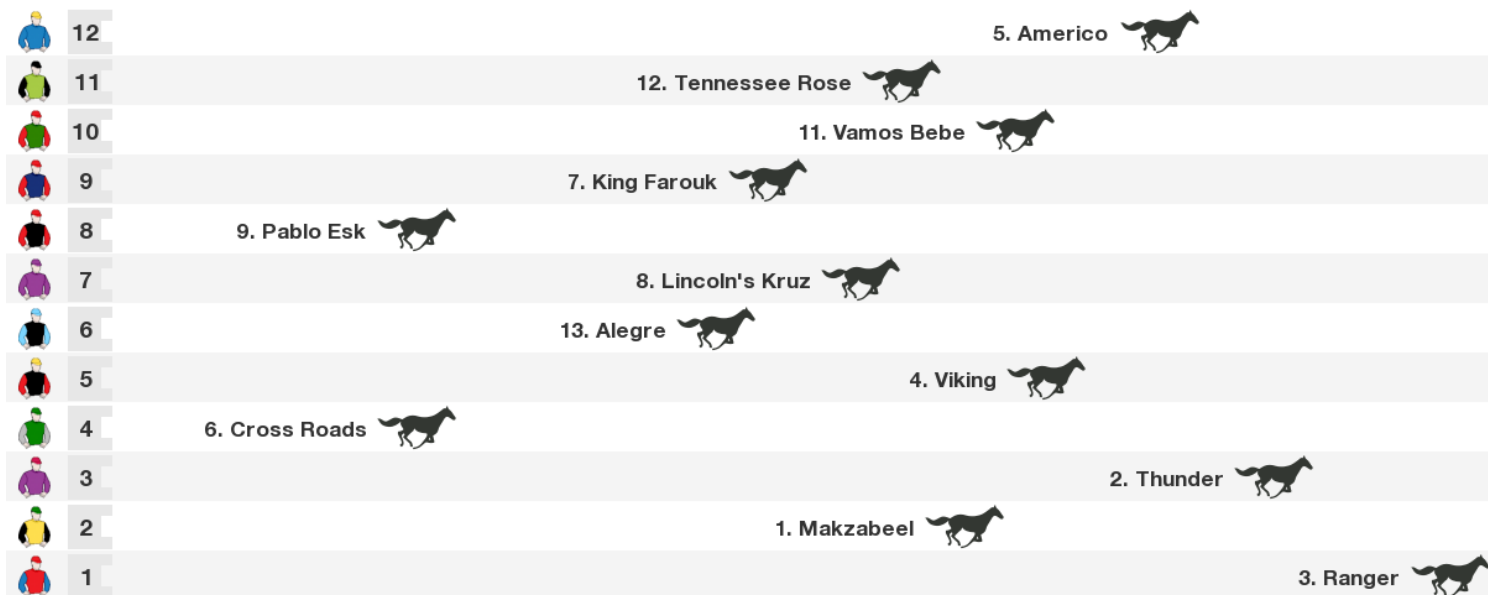 12 5. Americo
11 12. Tennessee Rose
10 11. Vamos Bebe
9 7. King Farouk
8 9. Pablo Esk
7 8. Lincoln's Kruz
6 13. Alegre
5 4. Viking
4 6. Cross Roads
3 2. Thunder
2 1. Makzabeel
1 3. Ranger